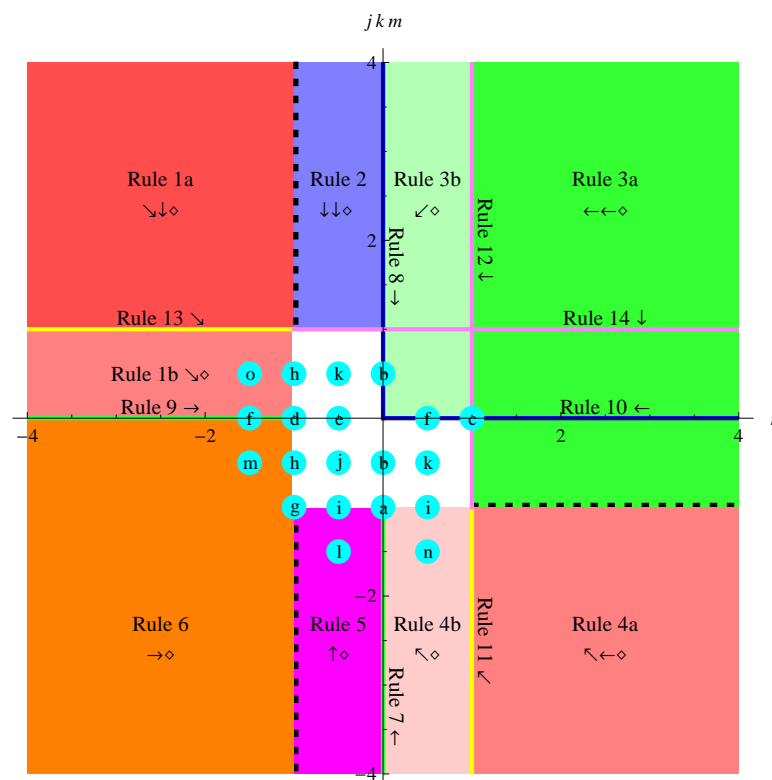 j k m
4
Rule 1a
↘↓◇
Rule 2
↓↓◇
Rule 3b
↙◇
Rule 3a
←←◇
Rule 12 ←
2
Rule 8 ←
Rule 13 ↘
Rule 14 ↓
Rule 1b ↘◇
o h k b
Rule 9 →
Rule 10 ←
f d e f c
−4 −2 2 4
m h j b k
g i a i
l n
−2
Rule 6
→◇
Rule 5
↑◇
Rule 4b
↖◇
Rule 11 ↖
Rule 4a
↖←◇
Rule 7 ←
−4